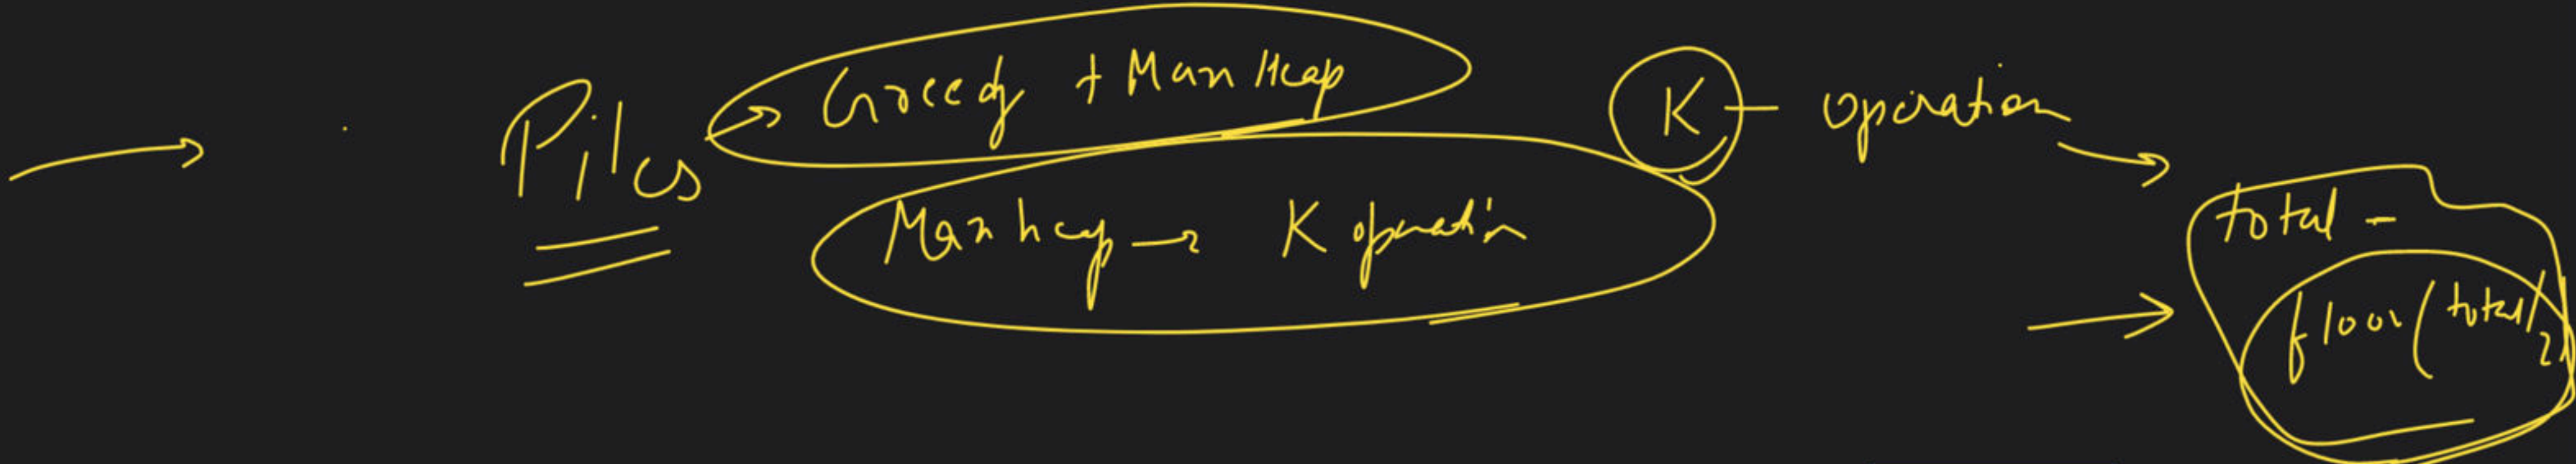 Piles → Greedy + Max Heap
K - operation
Max heap → K operation
total -
floor(total/2)